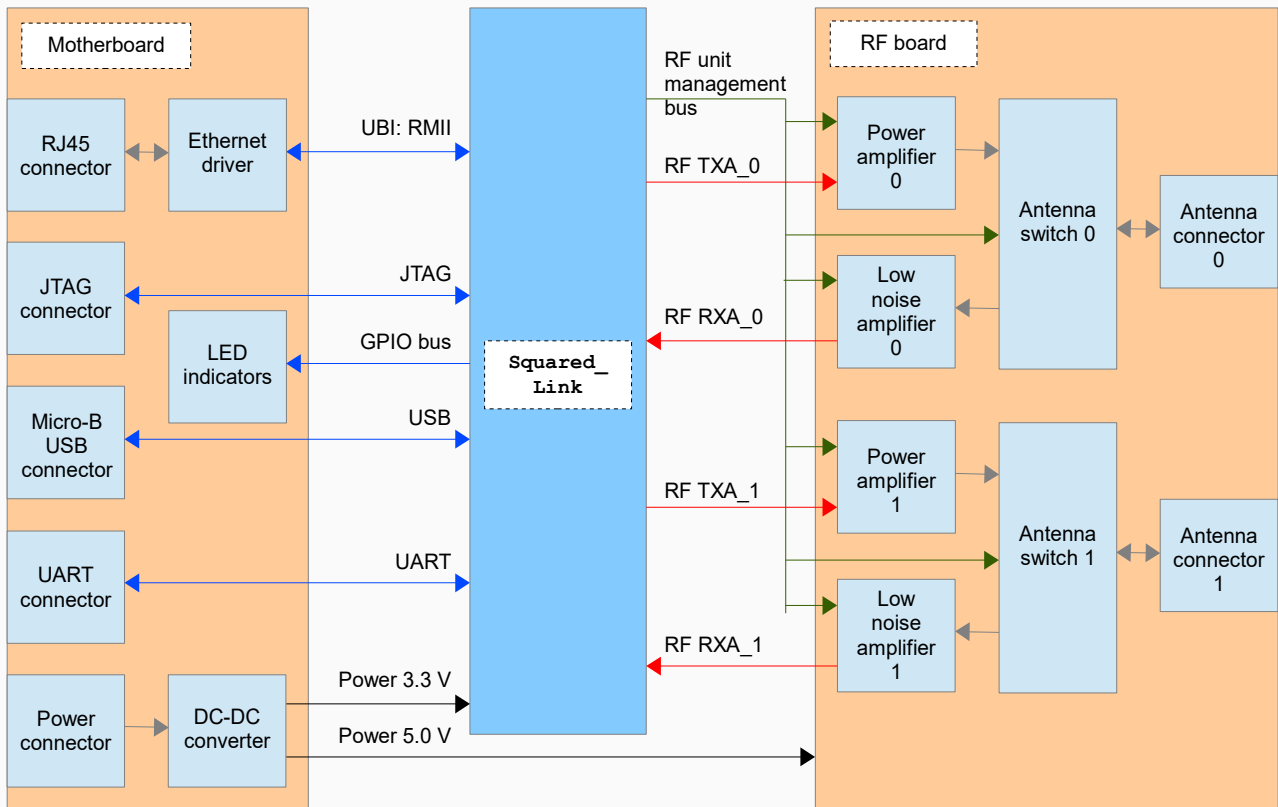 Motherboard
RJ45
connector
Ethernet
driver
UBI: RMII
JTAG
connector
JTAG
LED
indicators
GPIO bus
Micro-B
USB
connector
USB
UART
connector
UART
Power
connector
DC-DC
converter
Power 3.3 V
Power 5.0 V
Squared_
Link
RF unit
management
bus
RF TXA_0
RF RXA_0
RF TXA_1
RF RXA_1
RF board
Power
amplifier
0
Low
noise
amplifier
0
Antenna
switch 0
Antenna
connector
0
Power
amplifier
1
Low
noise
amplifier
1
Antenna
switch 1
Antenna
connector
1